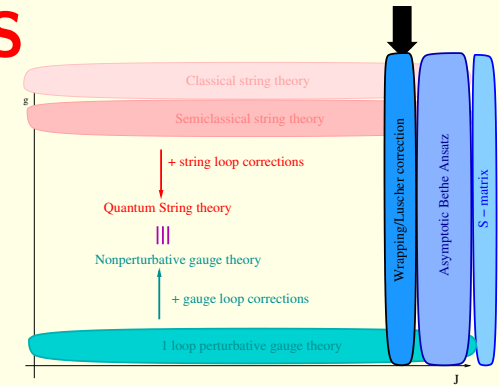 S
Classical string theory
g
Semiclassical string theory
+ string loop corrections
Quantum String theory
Nonperturbative gauge theory
+ gauge loop corrections
1 loop perturbative gauge theory
J
Wrapping/Luscher correction
Asymptotic Bethe Ansatz
S − matrix